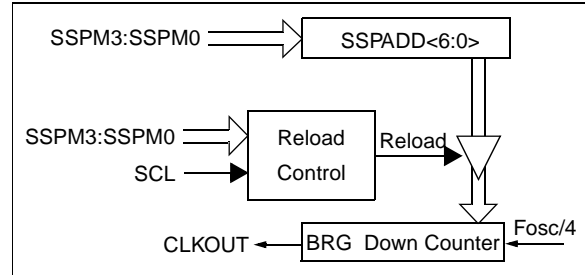 SSPM3:SSPM0
SSPADD<6:0>
SSPM3:SSPM0
SCL
Reload
Control
Reload
CLKOUT
BRG Down Counter
Fosc/4